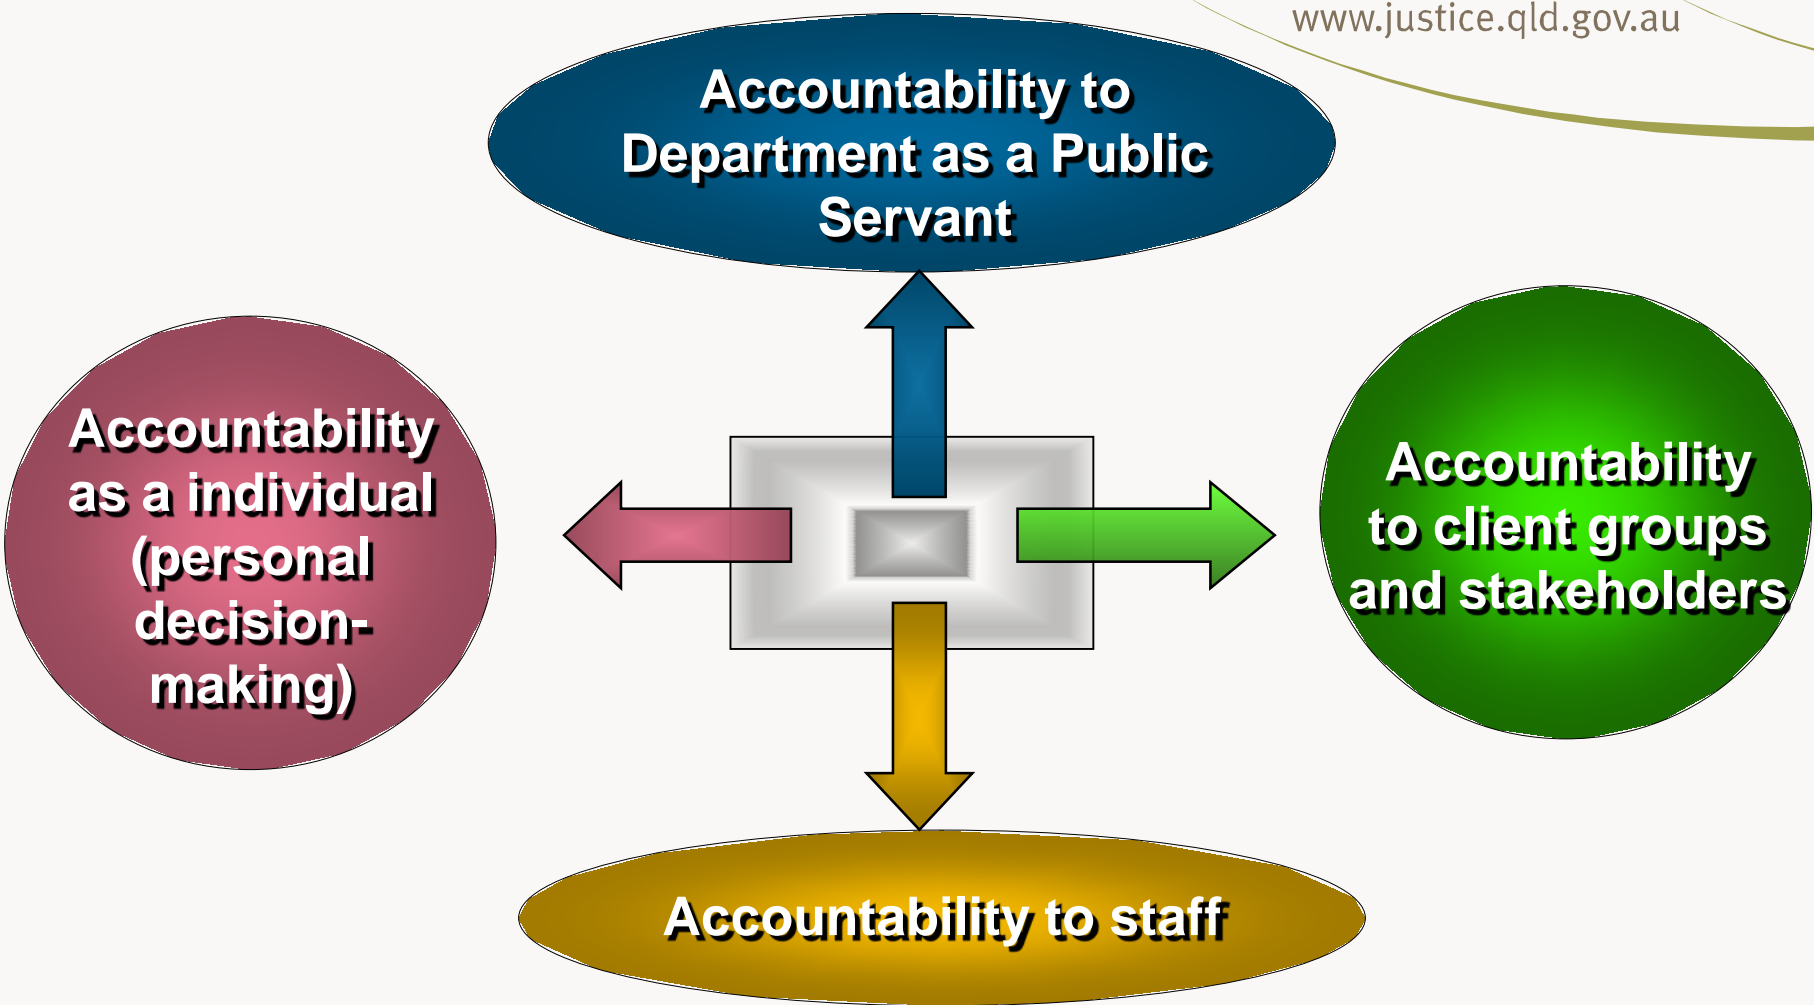 www.justice.qld.gov.au
Accountability to
Department as a Public
Servant
Accountability
as a individual
(personal
decision-
making)
Accountability
to client groups
and stakeholders
Accountability to staff